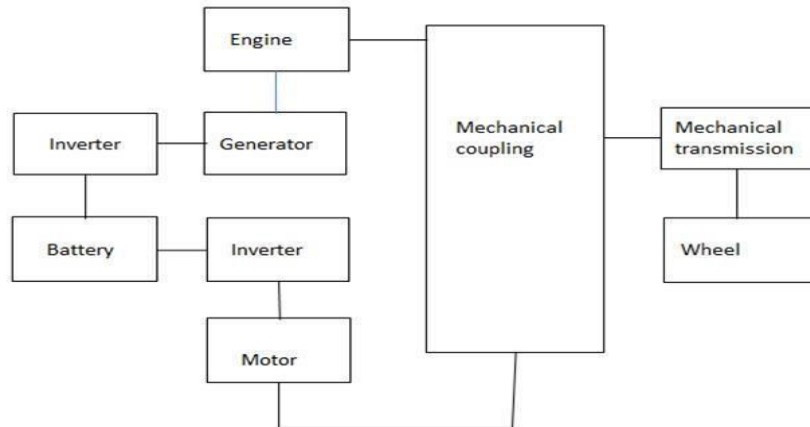 Engine
Inverter
Generator
Mechanical
coupling
Mechanical
transmission
Battery
Inverter
Wheel
Motor